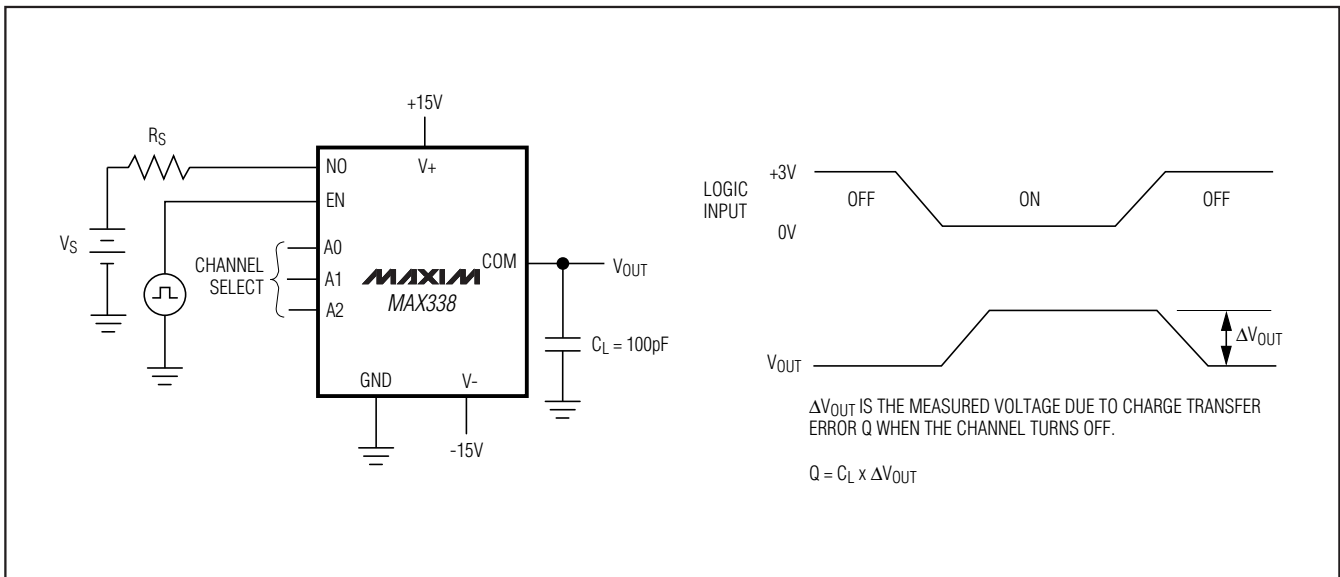 +15V
RS
NO
V+
EN
VS
A0
CHANNEL
SELECT
A1
A2
COM
VOUT
MAXIM
MAX338
CL = 100pF
GND
V-
-15V
LOGIC
INPUT
+3V
0V
OFF
ON
OFF
VOUT
ΔVOUT
ΔVOUT IS THE MEASURED VOLTAGE DUE TO CHARGE TRANSFER
ERROR Q WHEN THE CHANNEL TURNS OFF.
Q = CL x ΔVOUT